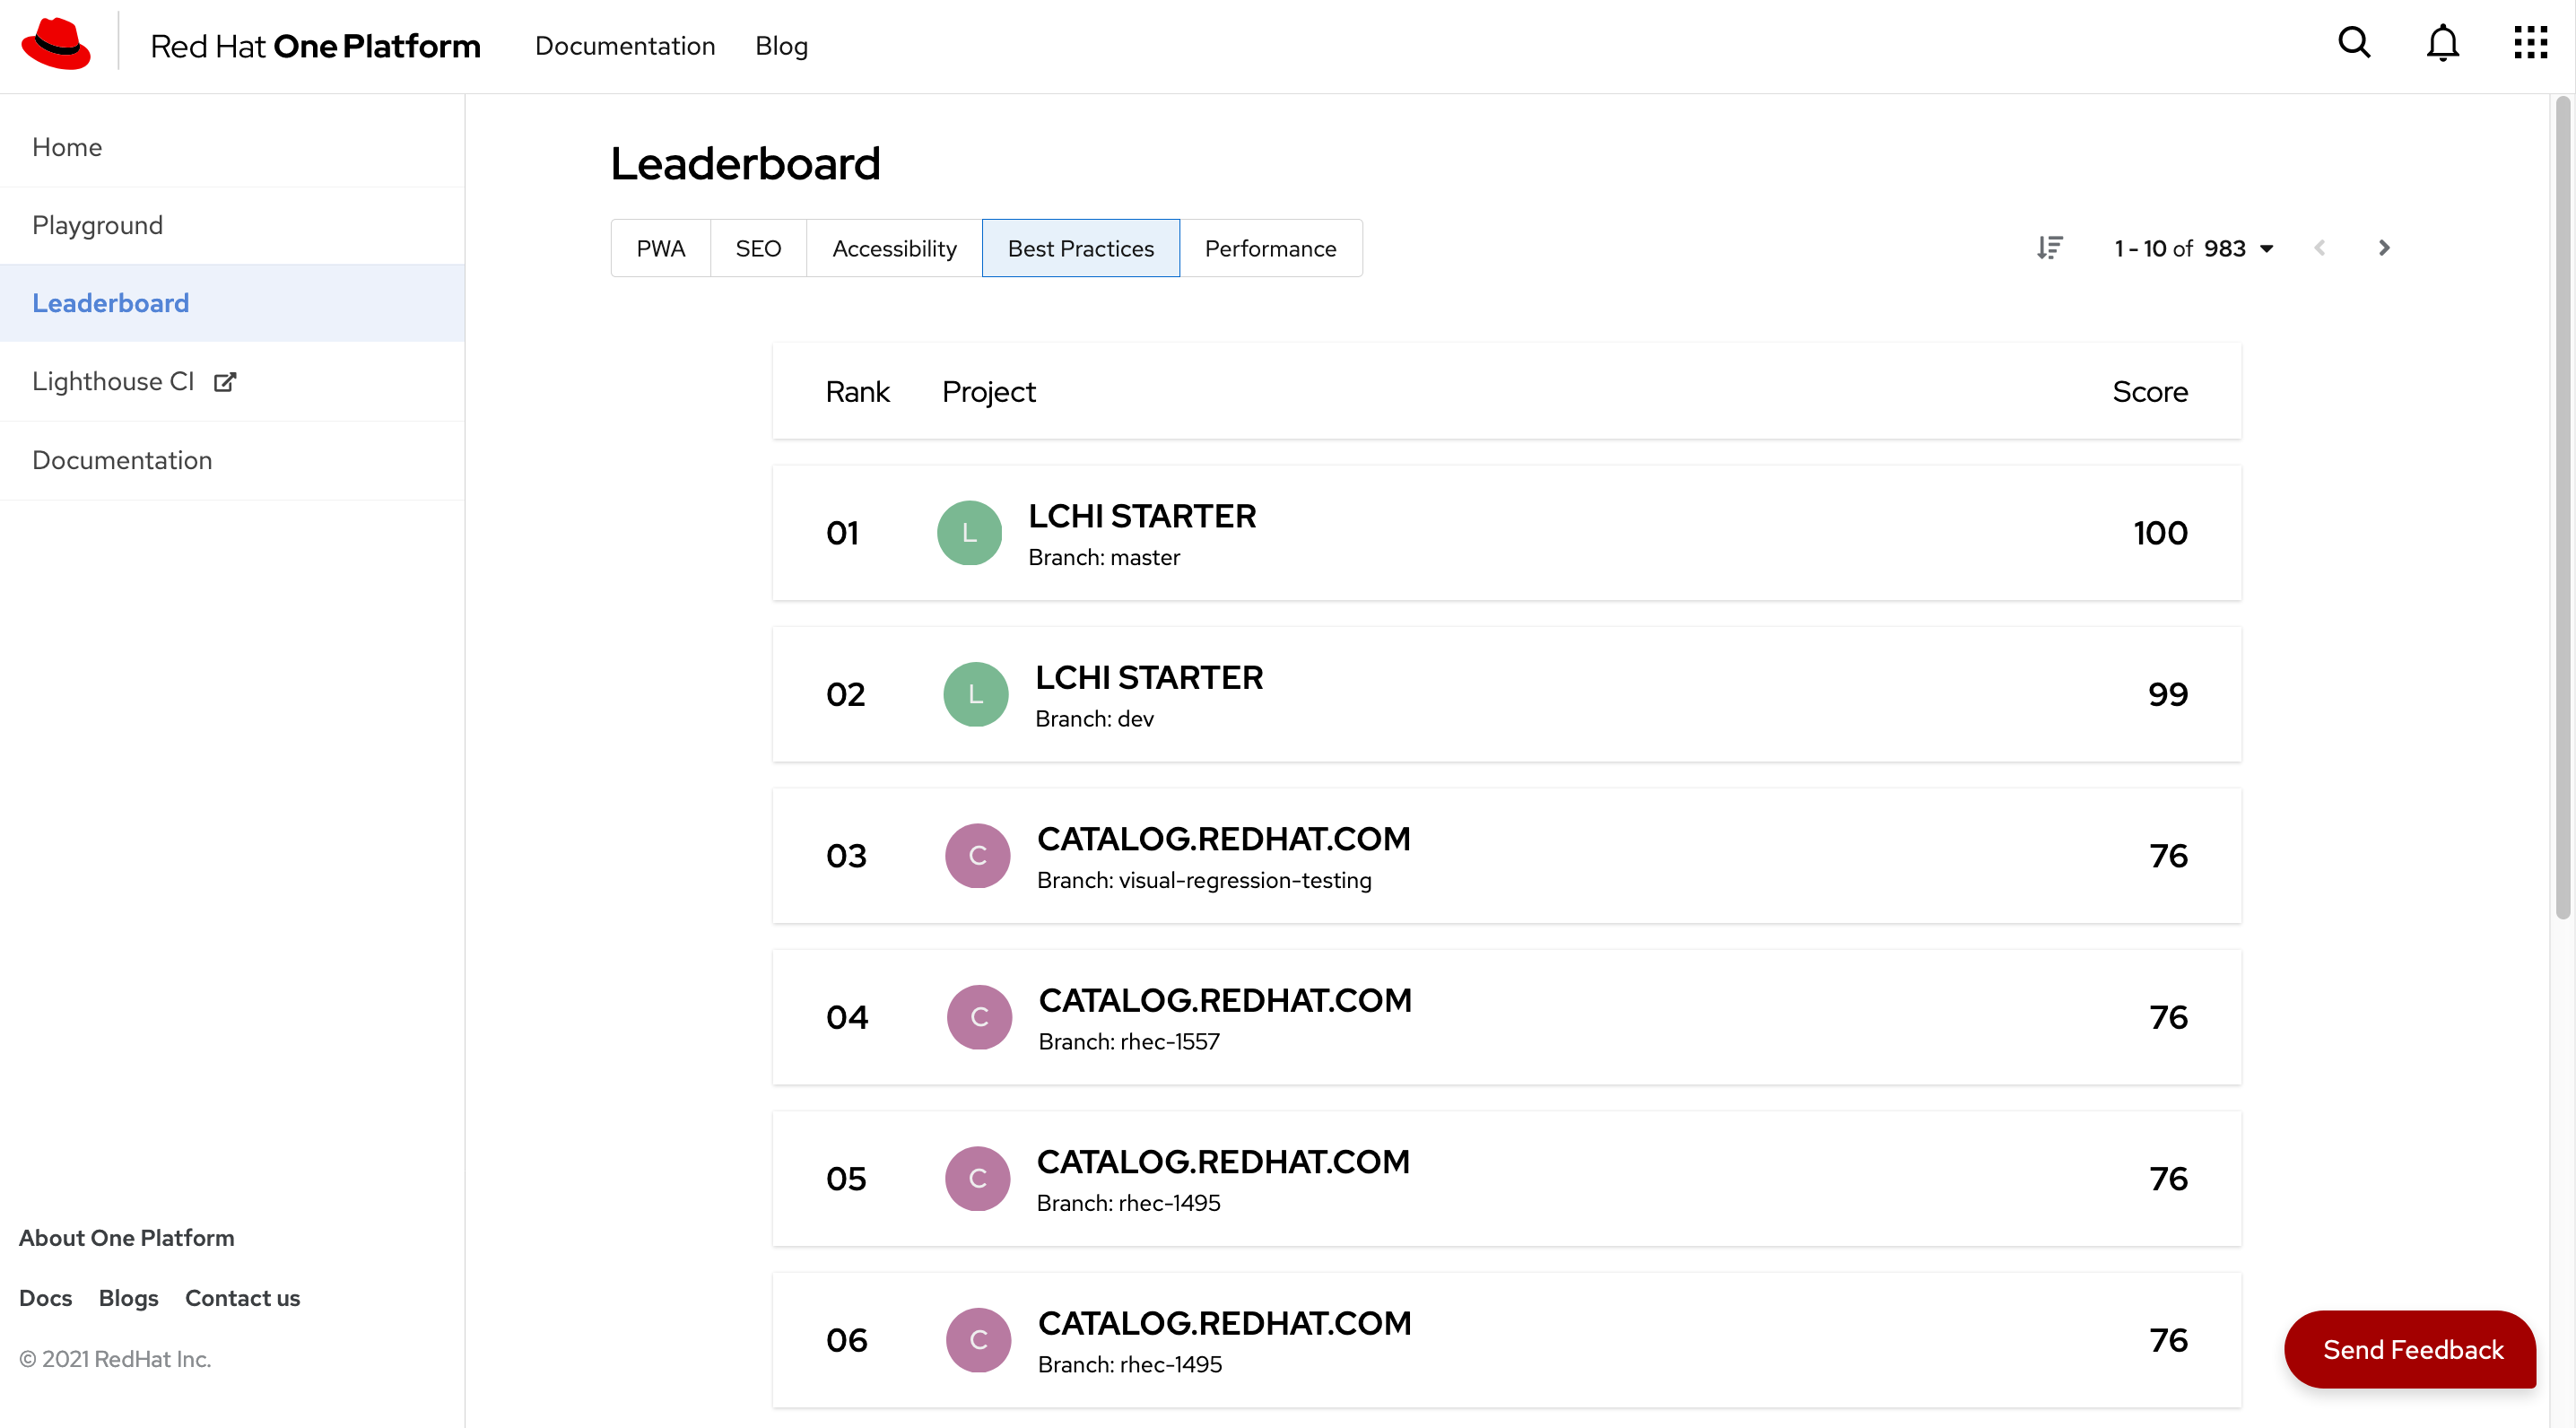 Red Hat One Platform
Documentation
Blog
Home
Playground
Leaderboard
Lighthouse CI
Documentation
About One Platform
Docs Blogs Contact us
© 2021 RedHat Inc.
Leaderboard
PWA SEO Accessibility Best Practices Performance
1 - 10 of 983
Rank Project Score
01 L LCHI STARTER 100
Branch: master
02 L LCHI STARTER 99
Branch: dev
03 C CATALOG.REDHAT.COM 76
Branch: visual-regression-testing
04 C CATALOG.REDHAT.COM 76
Branch: rhec-1557
05 C CATALOG.REDHAT.COM 76
Branch: rhec-1495
06 C CATALOG.REDHAT.COM 76
Branch: rhec-1495
Send Feedback